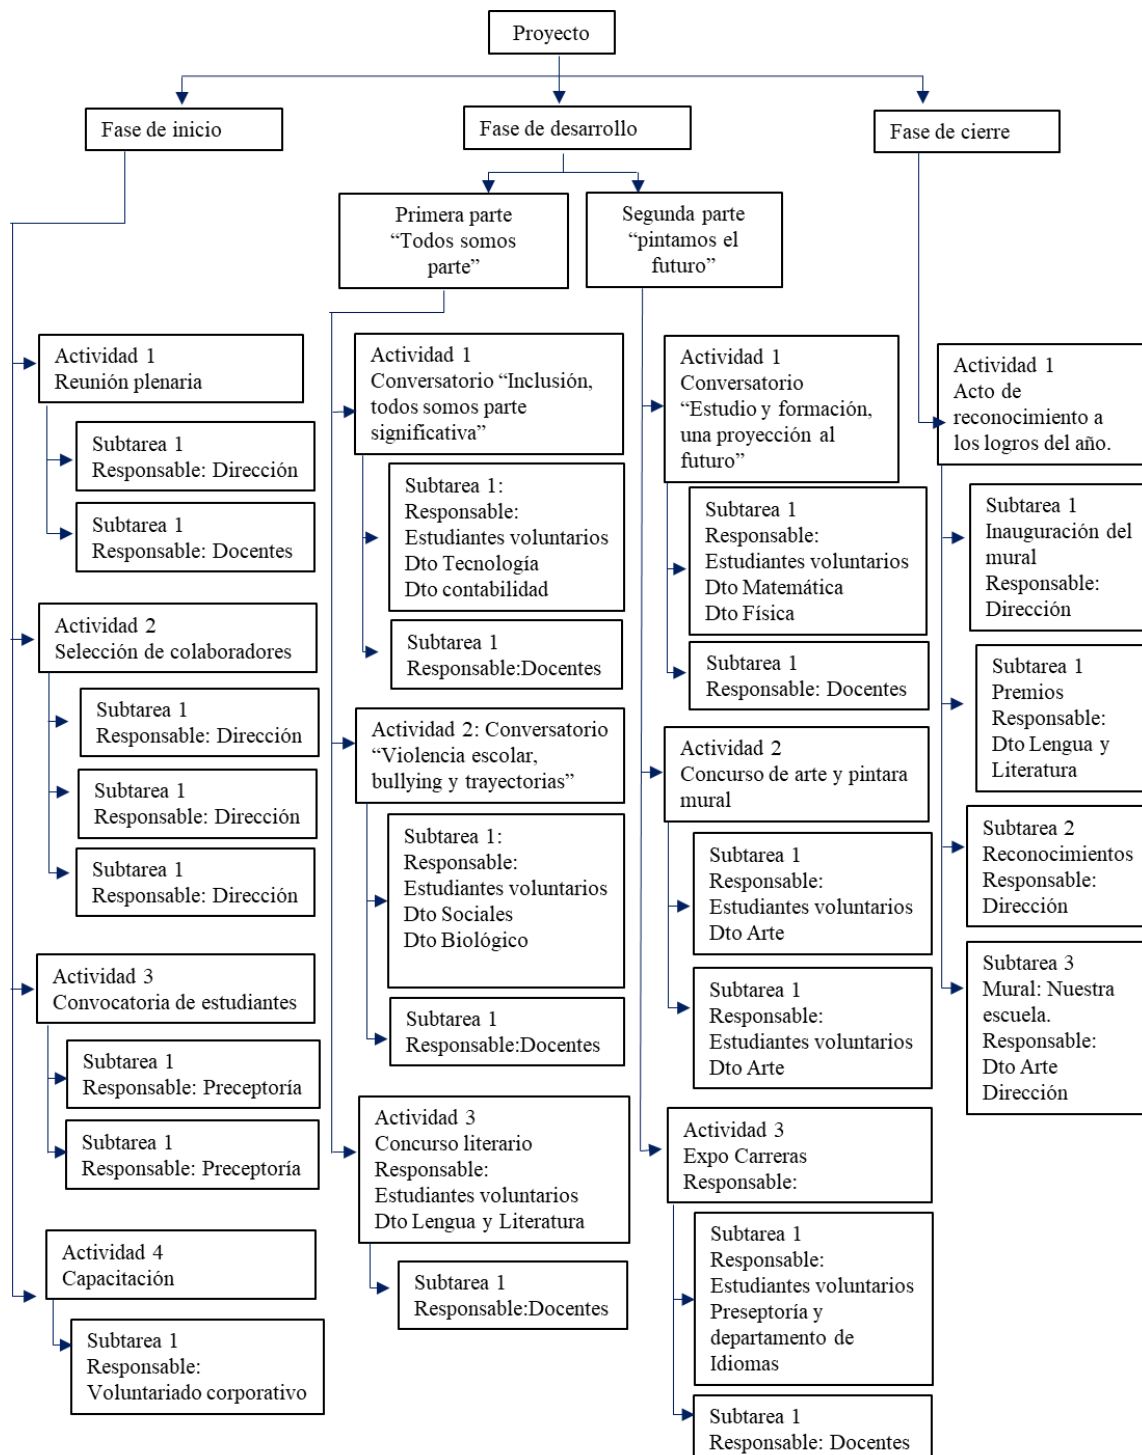 Proyecto
Fase de inicio
Fase de desarrollo
Fase de cierre
Primera parte
“Todos somos
parte”
Segunda parte
“pintamos el
futuro”
Actividad 1
Reunión plenaria
Subtarea 1
Responsable: Dirección
Subtarea 1
Responsable: Docentes
Actividad 2
Selección de colaboradores
Subtarea 1
Responsable: Dirección
Subtarea 1
Responsable: Dirección
Subtarea 1
Responsable: Dirección
Actividad 3
Convocatoria de estudiantes
Subtarea 1
Responsable: Preceptoría
Subtarea 1
Responsable: Preceptoría
Actividad 4
Capacitación
Subtarea 1
Responsable:
Voluntariado corporativo
Actividad 1
Conversatorio “Inclusión,
todos somos parte
significativa”
Subtarea 1:
Responsable:
Estudiantes voluntarios
Dto Tecnología
Dto contabilidad
Subtarea 1
Responsable:Docentes
Actividad 2: Conversatorio
“Violencia escolar,
bullying y trayectorias”
Subtarea 1:
Responsable:
Estudiantes voluntarios
Dto Sociales
Dto Biológico
Subtarea 1
Responsable:Docentes
Actividad 3
Concurso literario
Responsable:
Estudiantes voluntarios
Dto Lengua y Literatura
Subtarea 1
Responsable:Docentes
Actividad 1
Conversatorio
“Estudio y formación,
una proyección al
futuro”
Subtarea 1
Responsable:
Estudiantes voluntarios
Dto Matemática
Dto Física
Subtarea 1
Responsable: Docentes
Actividad 2
Concurso de arte y pintara
mural
Subtarea 1
Responsable:
Estudiantes voluntarios
Dto Arte
Subtarea 1
Responsable:
Estudiantes voluntarios
Dto Arte
Actividad 3
Expo Carreras
Responsable:
Subtarea 1
Responsable:
Estudiantes voluntarios
Preseptoría y
departamento de
Idiomas
Subtarea 1
Responsable: Docentes
Actividad 1
Acto de
reconocimiento a
los logros del año.
Subtarea 1
Inauguración del
mural
Responsable:
Dirección
Subtarea 1
Premios
Responsable:
Dto Lengua y
Literatura
Subtarea 2
Reconocimientos
Responsable:
Dirección
Subtarea 3
Mural: Nuestra
escuela.
Responsable:
Dto Arte
Dirección